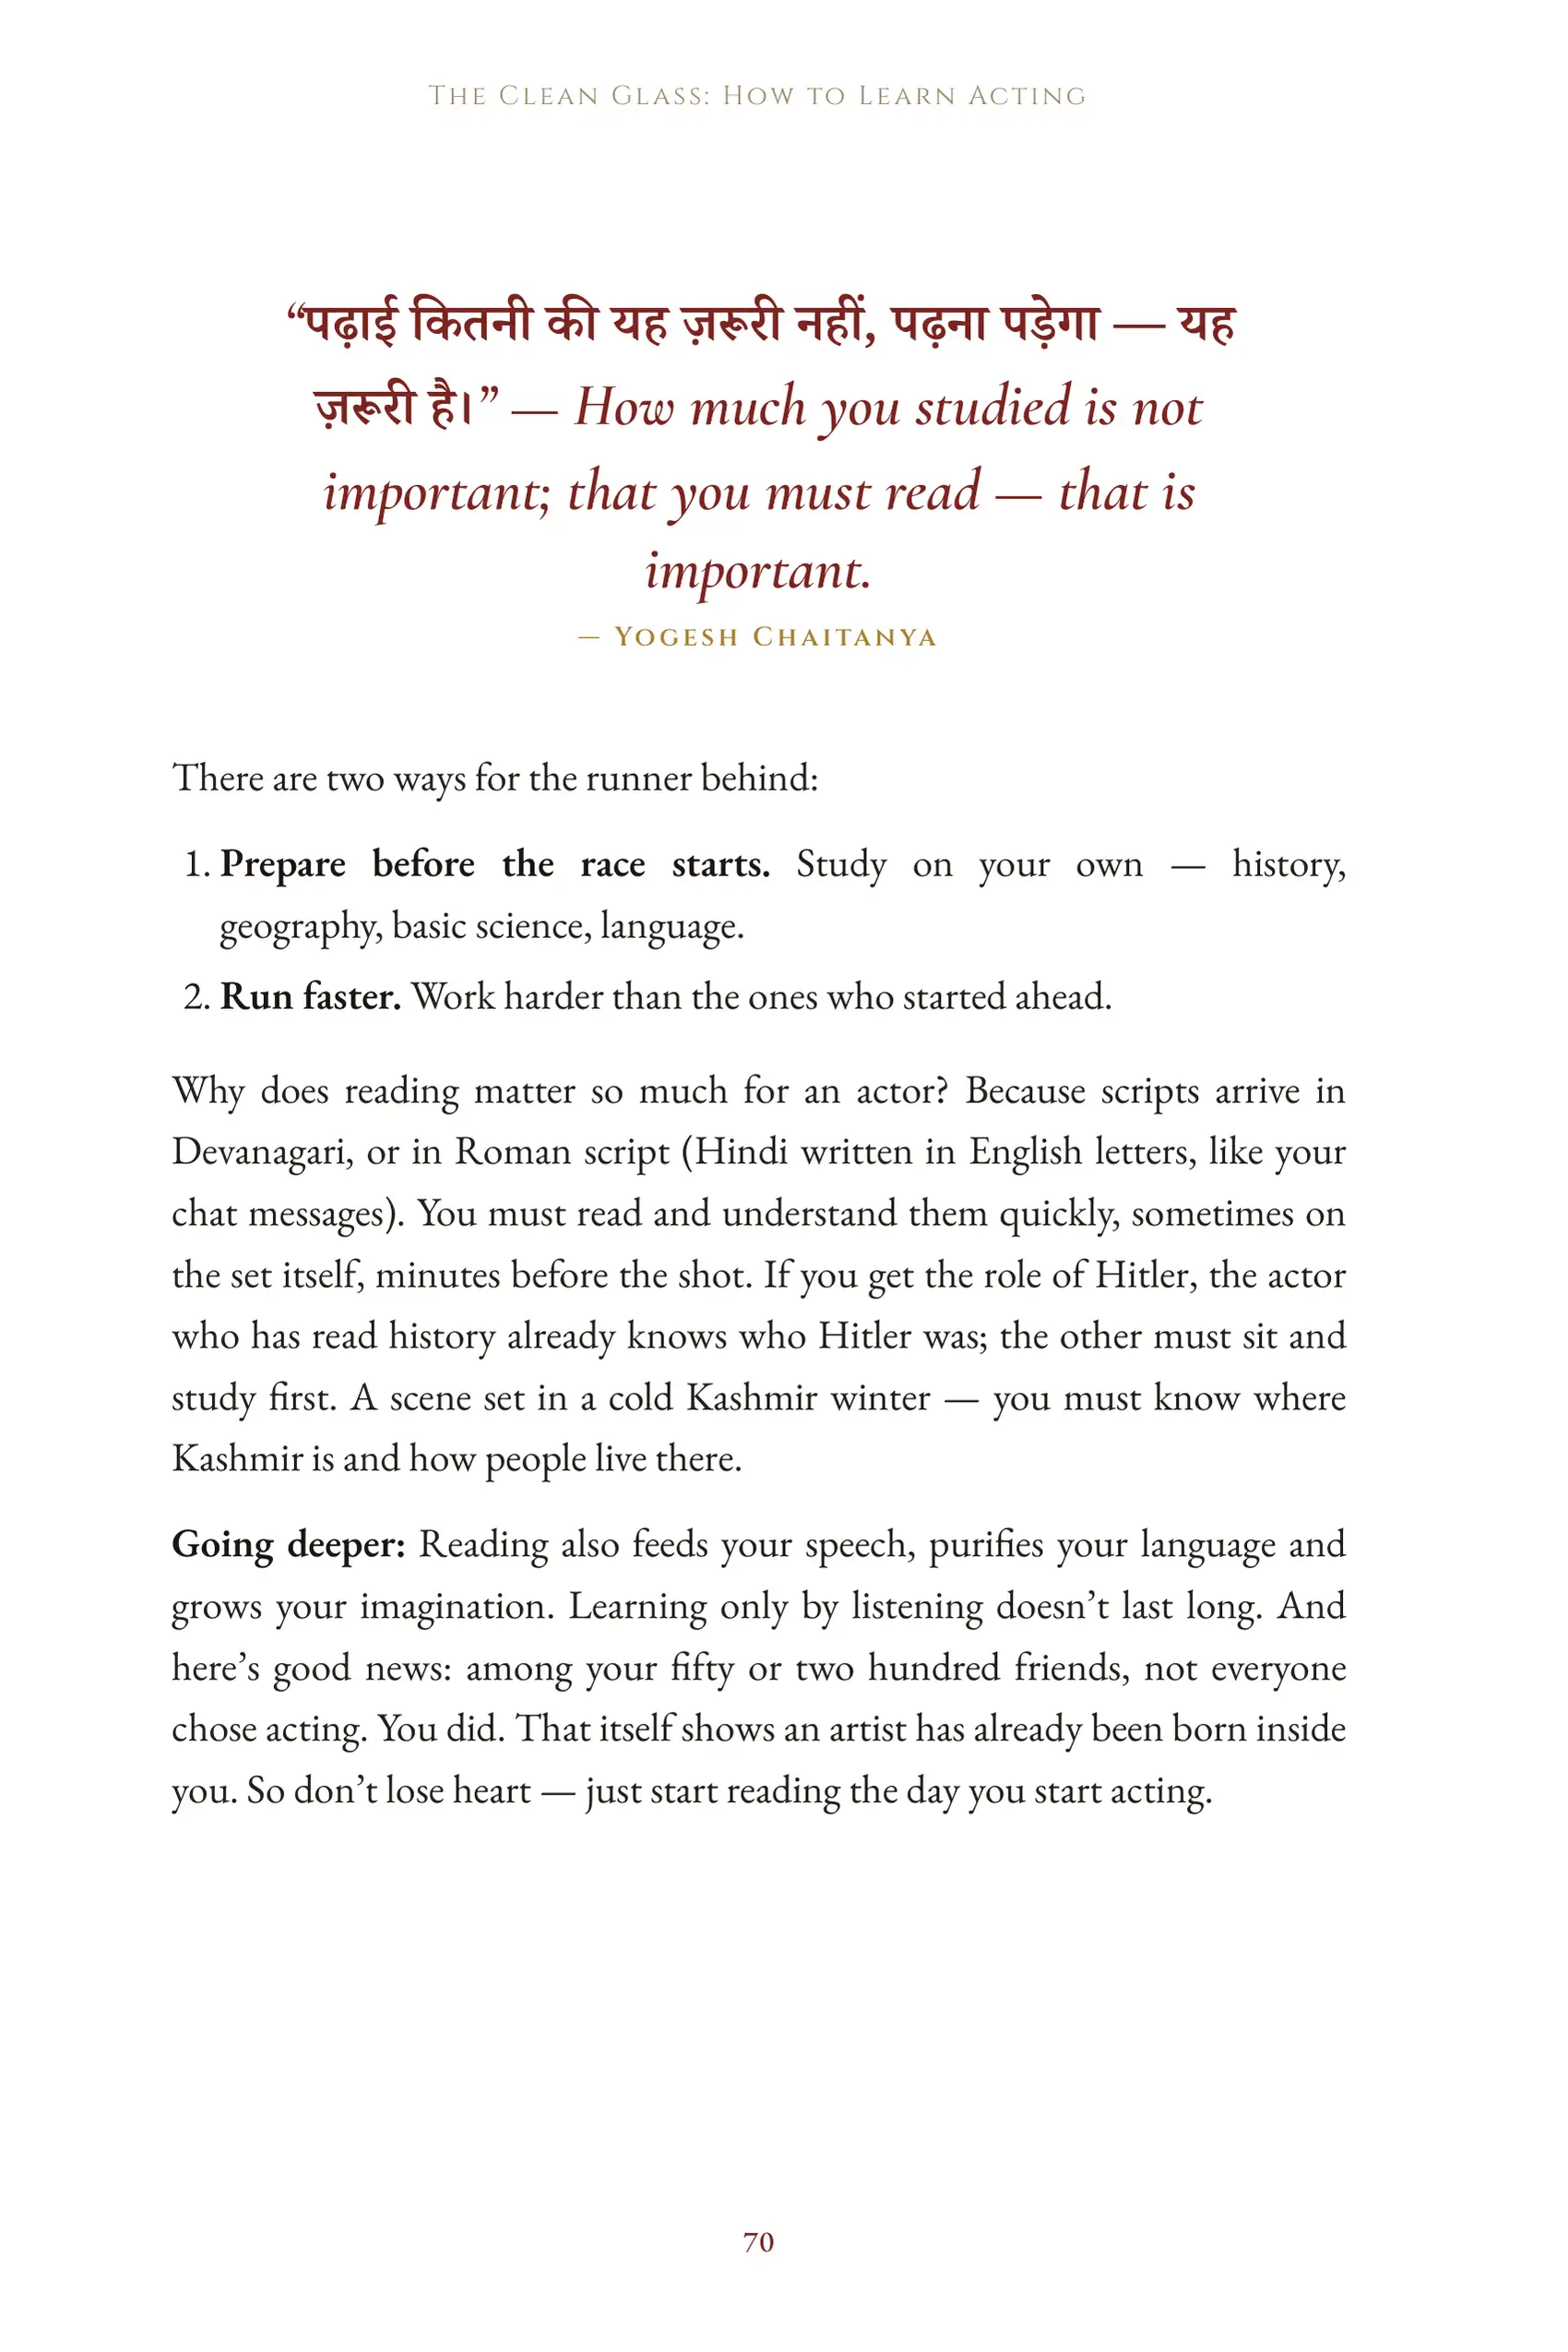 The Clean Glass: How to Learn Acting
“पढ़ाई कितनी की यह ज़रूरी नहीं, पढ़ना पड़ेगा — यह
ज़रूरी है।” — How much you studied is not
important; that you must read — that is
important.
— Yogesh Chaitanya
There are two ways for the runner behind:
1. Prepare before the race starts. Study on your own — history,
geography, basic science, language.
2. Run faster. Work harder than the ones who started ahead.
Why does reading matter so much for an actor? Because scripts arrive in
Devanagari, or in Roman script (Hindi written in English letters, like your
chat messages). You must read and understand them quickly, sometimes on
the set itself, minutes before the shot. If you get the role of Hitler, the actor
who has read history already knows who Hitler was; the other must sit and
study first. A scene set in a cold Kashmir winter — you must know where
Kashmir is and how people live there.
Going deeper: Reading also feeds your speech, purifies your language and
grows your imagination. Learning only by listening doesn’t last long. And
here’s good news: among your fifty or two hundred friends, not everyone
chose acting. You did. That itself shows an artist has already been born inside
you. So don’t lose heart — just start reading the day you start acting.
70